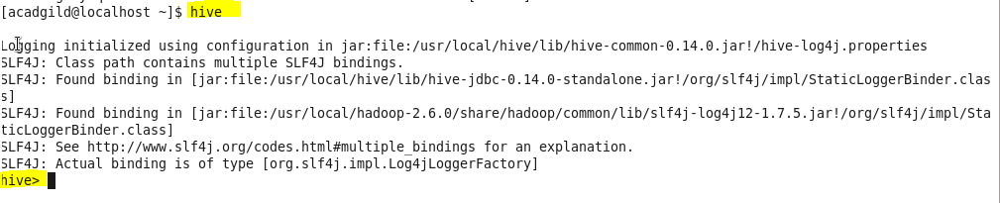 [acadgild@localhost ~]$ hive
Logging initialized using configuration in jar:file:/usr/local/hive/lib/hive-common-0.14.0.jar!/hive-log4j.properties
SLF4J: Class path contains multiple SLF4J bindings.
SLF4J: Found binding in [jar:file:/usr/local/hive/lib/hive-jdbc-0.14.0-standalone.jar!/org/slf4j/impl/StaticLoggerBinder.clas
s]
SLF4J: Found binding in [jar:file:/usr/local/hadoop-2.6.0/share/hadoop/common/lib/slf4j-log4j12-1.7.5.jar!/org/slf4j/impl/Sta
ticLoggerBinder.class]
SLF4J: See http://www.slf4j.org/codes.html#multiple_bindings for an explanation.
SLF4J: Actual binding is of type [org.slf4j.impl.Log4jLoggerFactory]
hive>